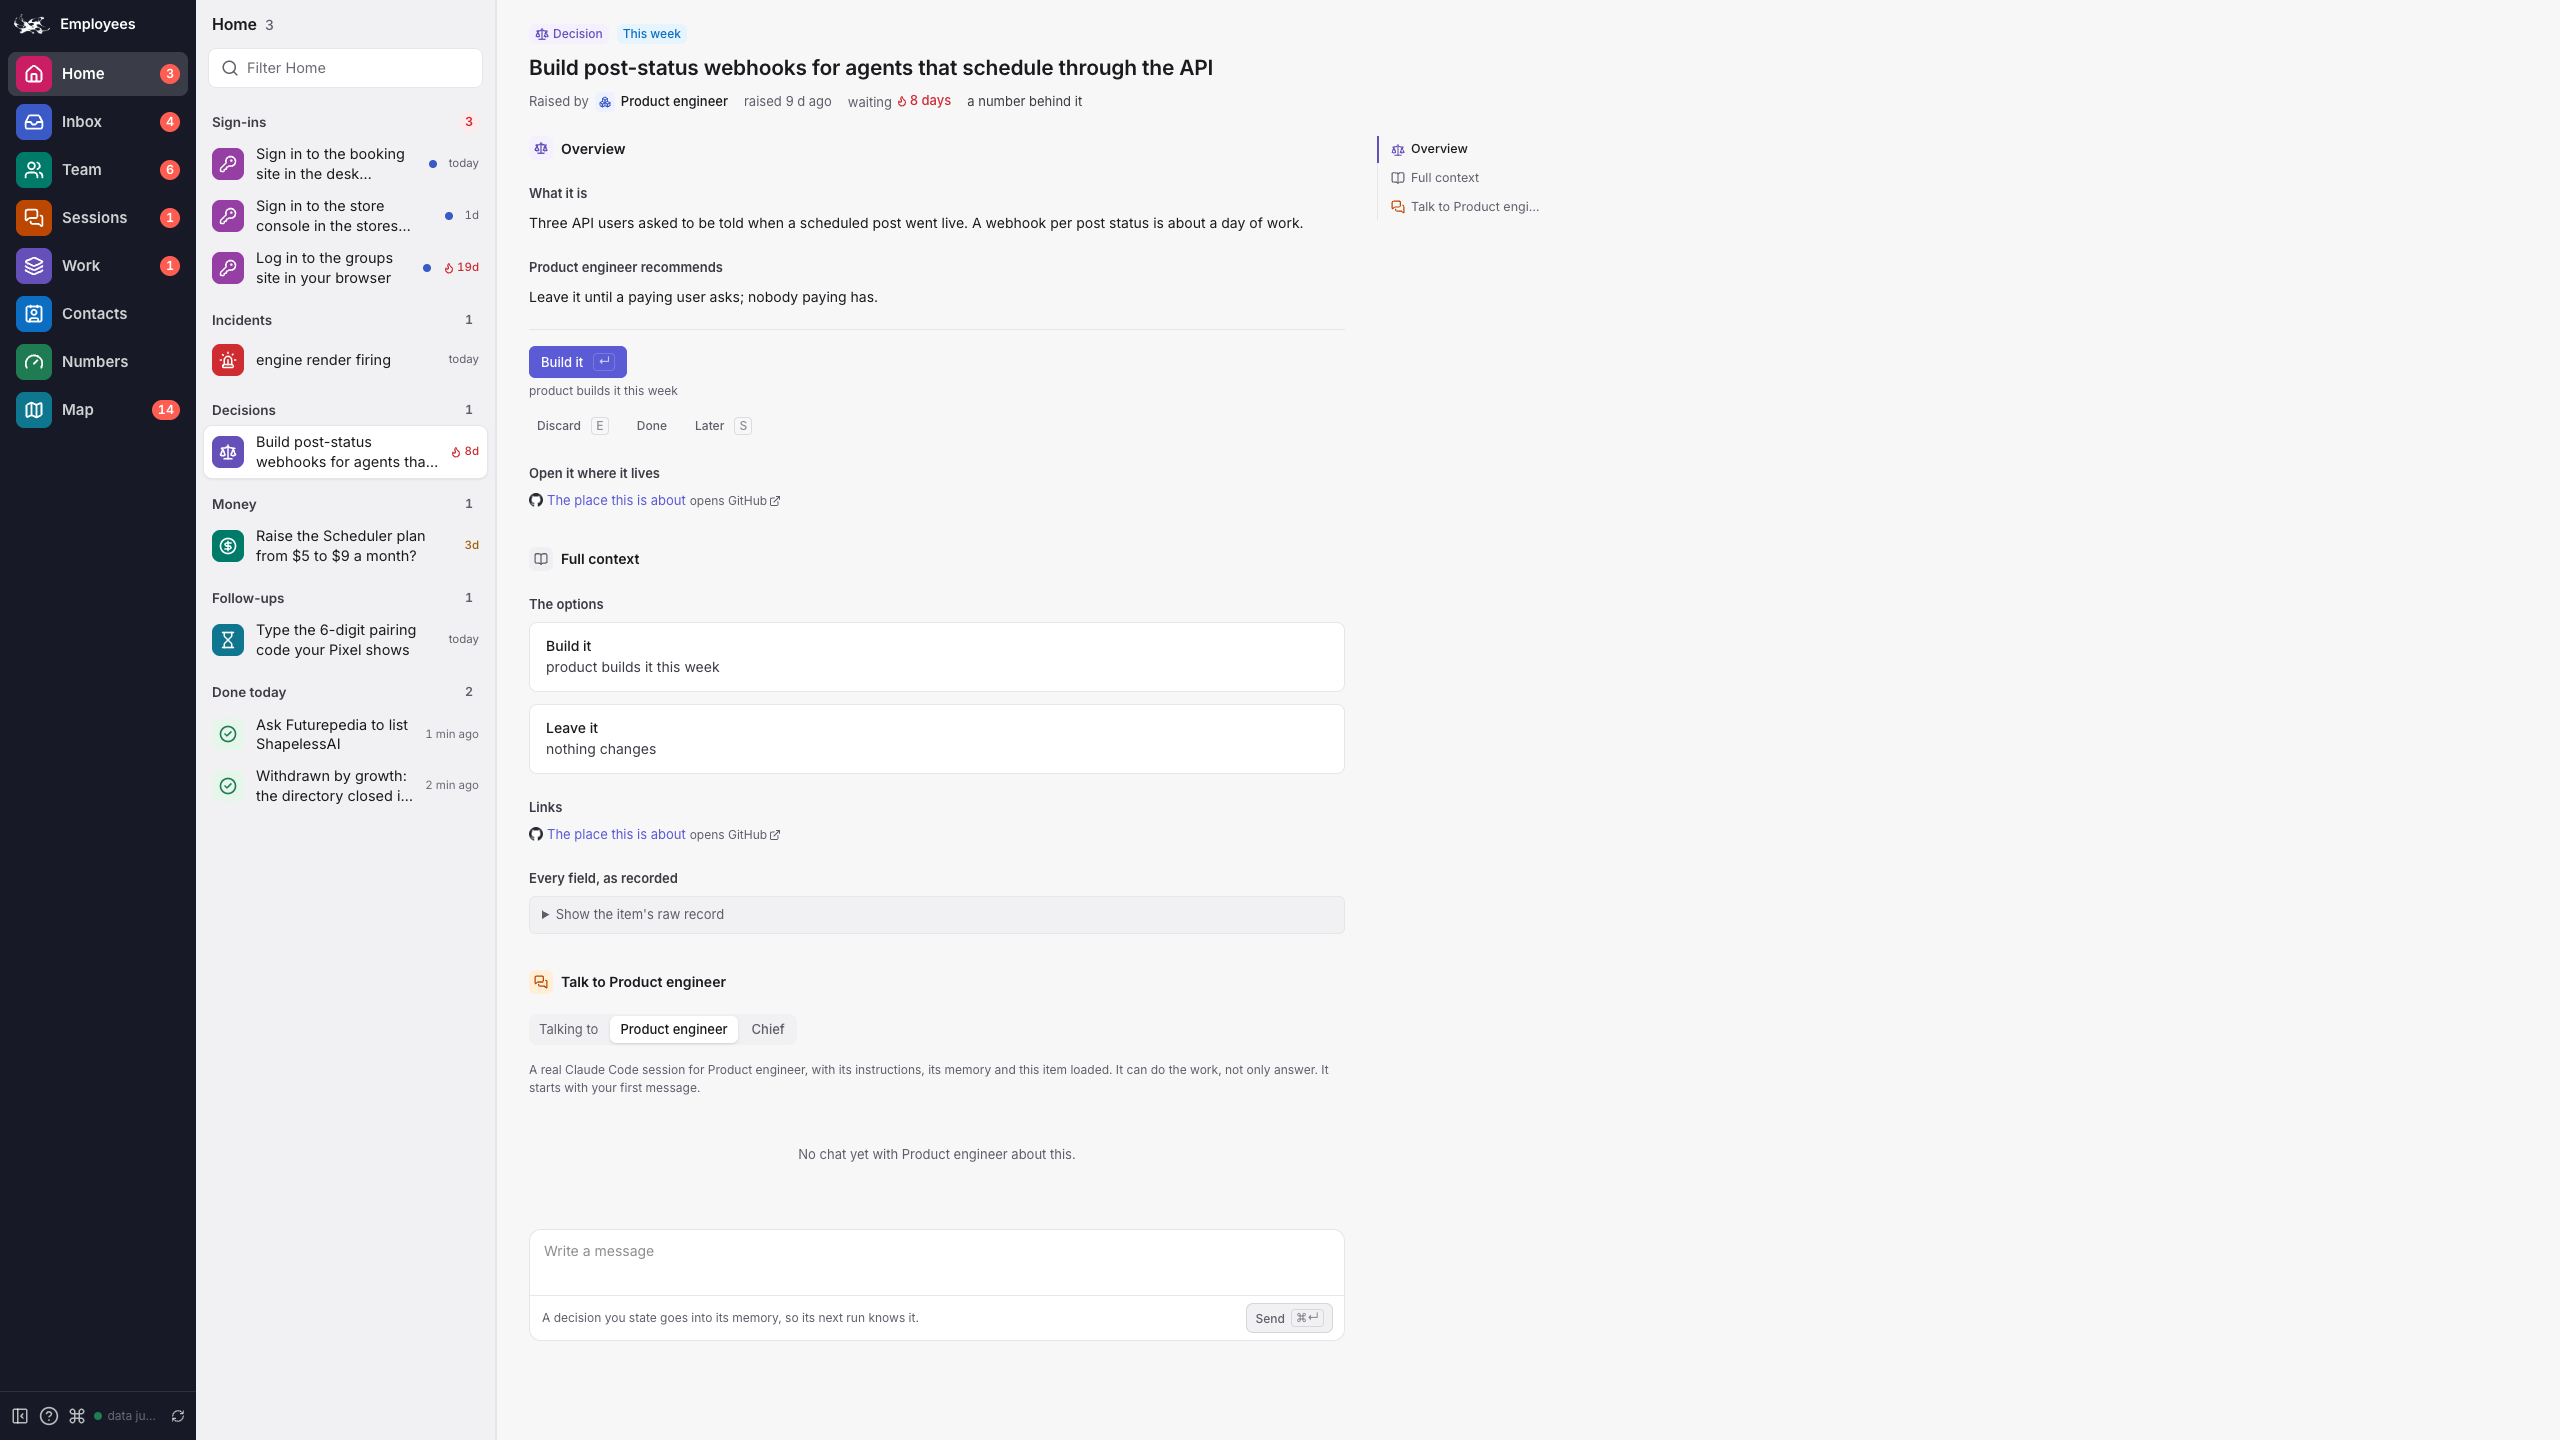 Employees
Home 3
Inbox 4
Team 6
Sessions 1
Work 1
Contacts
Numbers
Map 14
data ju...
Home 3
Filter Home
Sign-ins 3
Sign in to the booking
site in the desk... today
Sign in to the store
console in the stores... 1d
Log in to the groups
site in your browser 19d
Incidents 1
engine render firing today
Decisions 1
Build post-status
webhooks for agents tha... 8d
Money 1
Raise the Scheduler plan
from $5 to $9 a month? 3d
Follow-ups 1
Type the 6-digit pairing
code your Pixel shows today
Done today 2
Ask Futurepedia to list
ShapelessAI 1 min ago
Withdrawn by growth:
the directory closed i... 2 min ago
Decision This week
Build post-status webhooks for agents that schedule through the API
Raised by Product engineer raised 9 d ago waiting 8 days a number behind it
Overview
What it is
Three API users asked to be told when a scheduled post went live. A webhook per post status is about a day of work.
Product engineer recommends
Leave it until a paying user asks; nobody paying has.
Build it ↵
product builds it this week
Discard E Done Later S
Open it where it lives
The place this is about opens GitHub
Full context
The options
Build it
product builds it this week
Leave it
nothing changes
Links
The place this is about opens GitHub
Every field, as recorded
▶ Show the item's raw record
Talk to Product engineer
Talking to Product engineer Chief
A real Claude Code session for Product engineer, with its instructions, its memory and this item loaded. It can do the work, not only answer. It
starts with your first message.
No chat yet with Product engineer about this.
Write a message
A decision you state goes into its memory, so its next run knows it.
Send ⌘↵
Overview
Full context
Talk to Product engi...